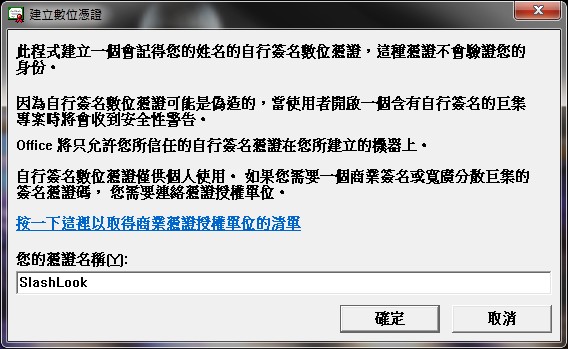 建立數位憑證
此程式建立一個會記得您的姓名的自行簽名數位憑證，這種憑證不會驗證您的
身份。
因為自行簽名數位憑證可能是偽造的，當使用者開啟一個含有自行簽名的巨集
專案時將會收到安全性警告。
Office 將只允許您所信任的自行簽名憑證在您所建立的機器上。
自行簽名數位憑證僅供個人使用。 如果您需要一個商業簽名或寬廣分散巨集的
簽名憑證碼， 您需要連絡憑證授權單位。
按一下這裡以取得商業憑證授權單位的清單
您的憑證名稱(Y):
SlashLook
確定
取消